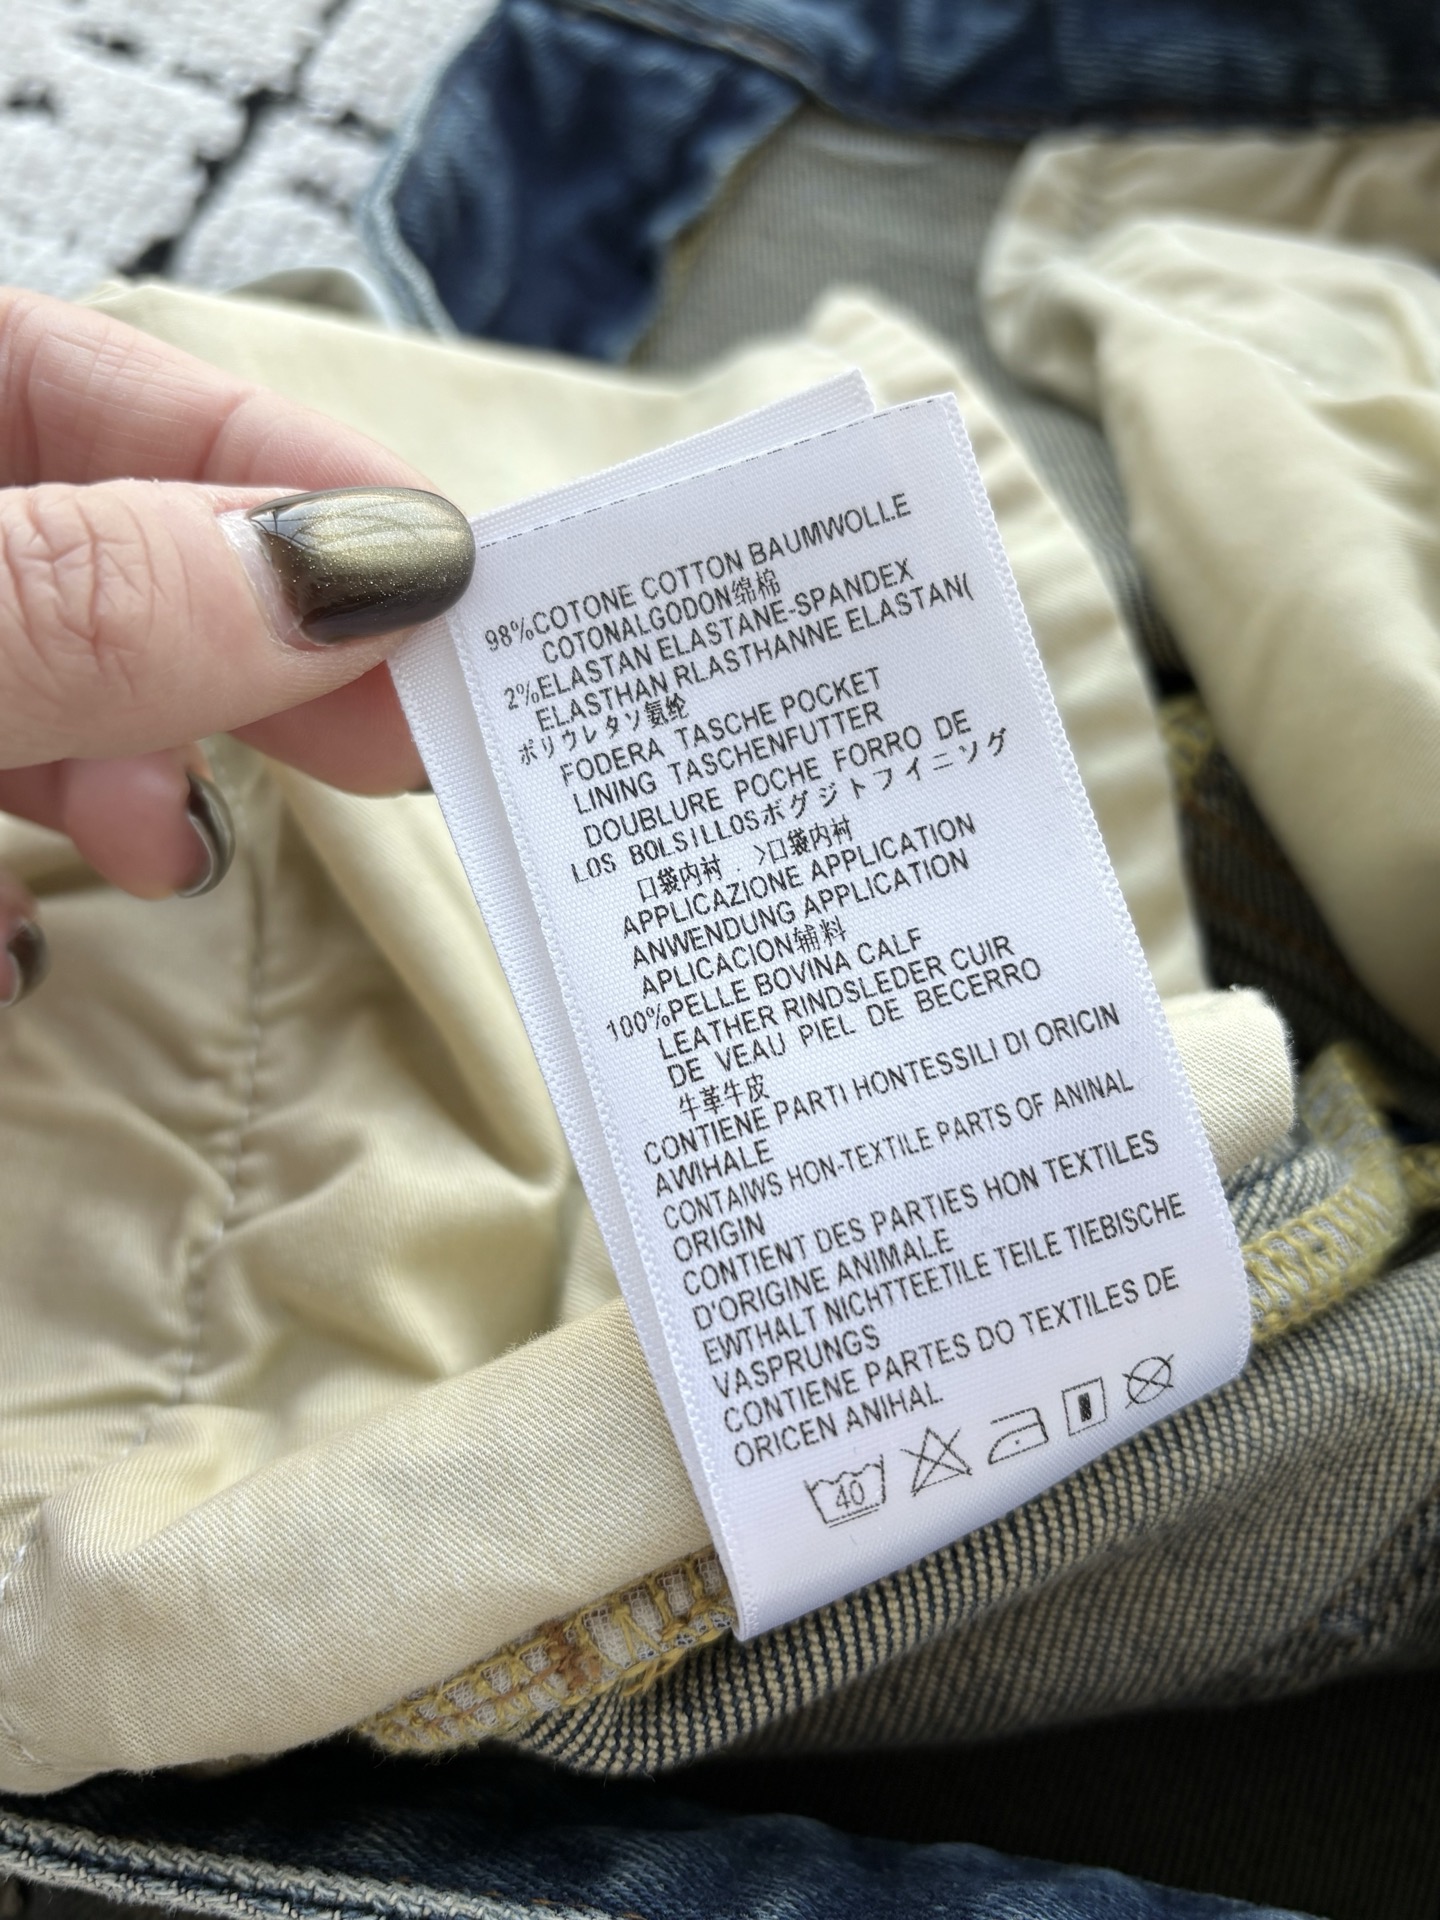 98%COTONE COTTON BAUMWOLLE
COTONALGODON绵棉
2%ELASTAN ELASTANE-SPANDEX
ELASTHAN RLASTHANNE ELASTAN(
ポリウレタソ氨纶
FODERA TASCHE POCKET
LINING TASCHENFUTTER
DOUBLURE POCHE FORRO DE
LOS BOLSILLOSボグジトフイニソグ
口袋内衬 . >口袋内衬
APPLICAZIONE APPLICATION
ANWENDUNG APPLICATION
APLICACION辅料
100%PELLE BOVINA CALF
LEATHER RINDSLEDER CUIR
DE VEAU PIEL DE BECERRO
牛革牛皮
CONTIENE PARTI HONTESSILI DI ORICIN
AWIHALE
CONTAIWS HON-TEXTILE PARTS OF ANINAL
ORIGIN
CONTIENT DES PARTIES HON TEXTILES
D'ORIGINE ANIMALE
EWTHALT NICHTTEETILE TEILE TIEBISCHE
VASPRUNGS
CONTIENE PARTES DO TEXTILES DE
ORICEN ANIHAL
40